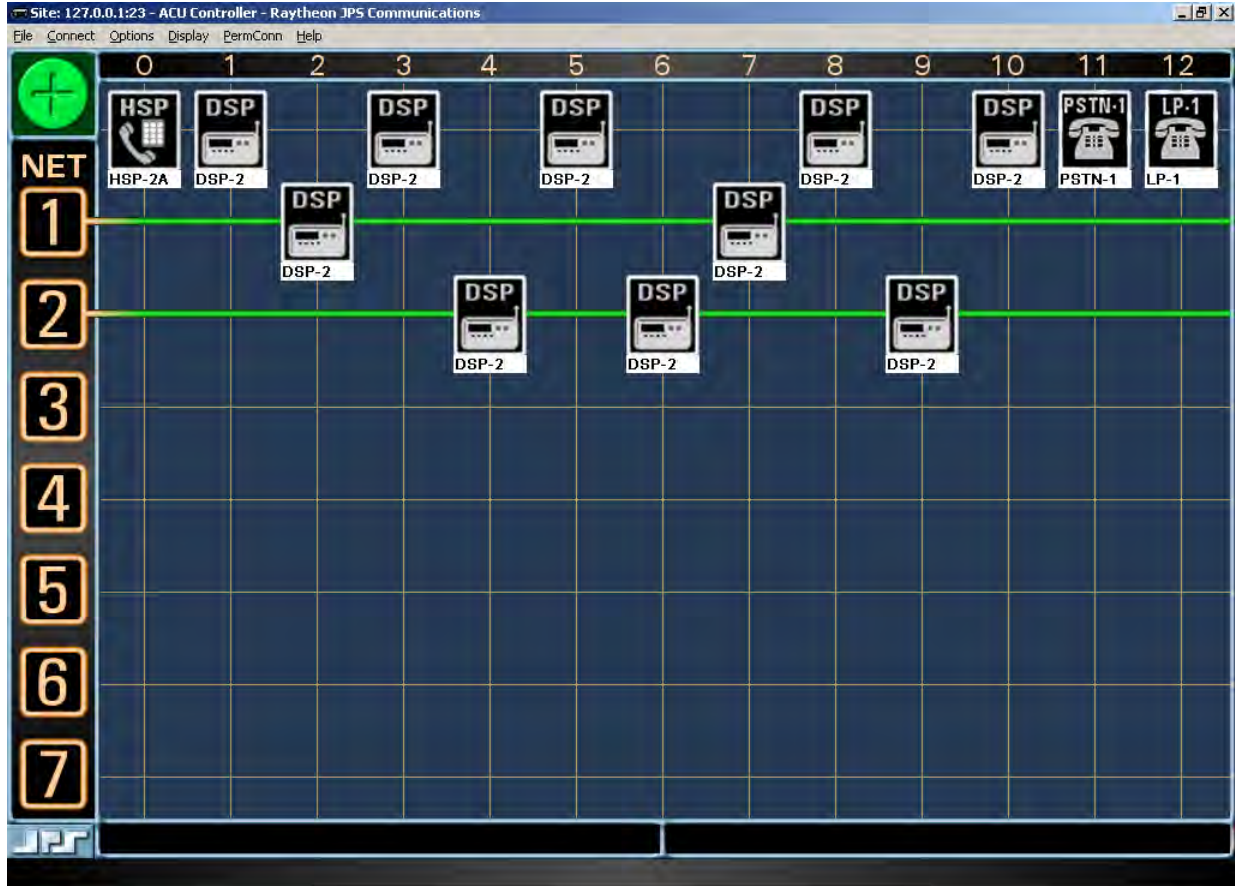 Site: 127.0.0.1:23 - ACU Controller - Raytheon JPS Communications
File Connect Options Display PermConn Help
0 1 2 3 4 5 6 7 8 9 10 11 12
HSP DSP DSP DSP DSP DSP PSTN-1 LP-1
HSP-2A DSP-2 DSP-2 DSP-2 DSP-2 DSP-2 PSTN-1 LP-1
NET
1 DSP DSP
DSP-2 DSP-2
2 DSP DSP DSP
DSP-2 DSP-2 DSP-2
3
4
5
6
7
JPS